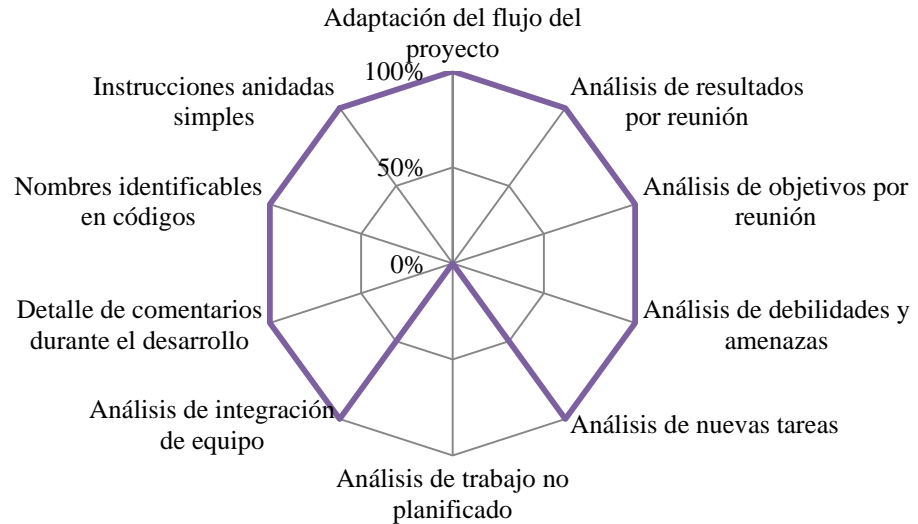 Adaptación del flujo del
proyecto
100%
50%
0%
Análisis de resultados
por reunión
Análisis de objetivos por
reunión
Análisis de debilidades y
amenazas
Análisis de nuevas tareas
Análisis de trabajo no
planificado
Análisis de integración
de equipo
Detalle de comentarios
durante el desarrollo
Nombres identificables
en códigos
Instrucciones anidadas
simples